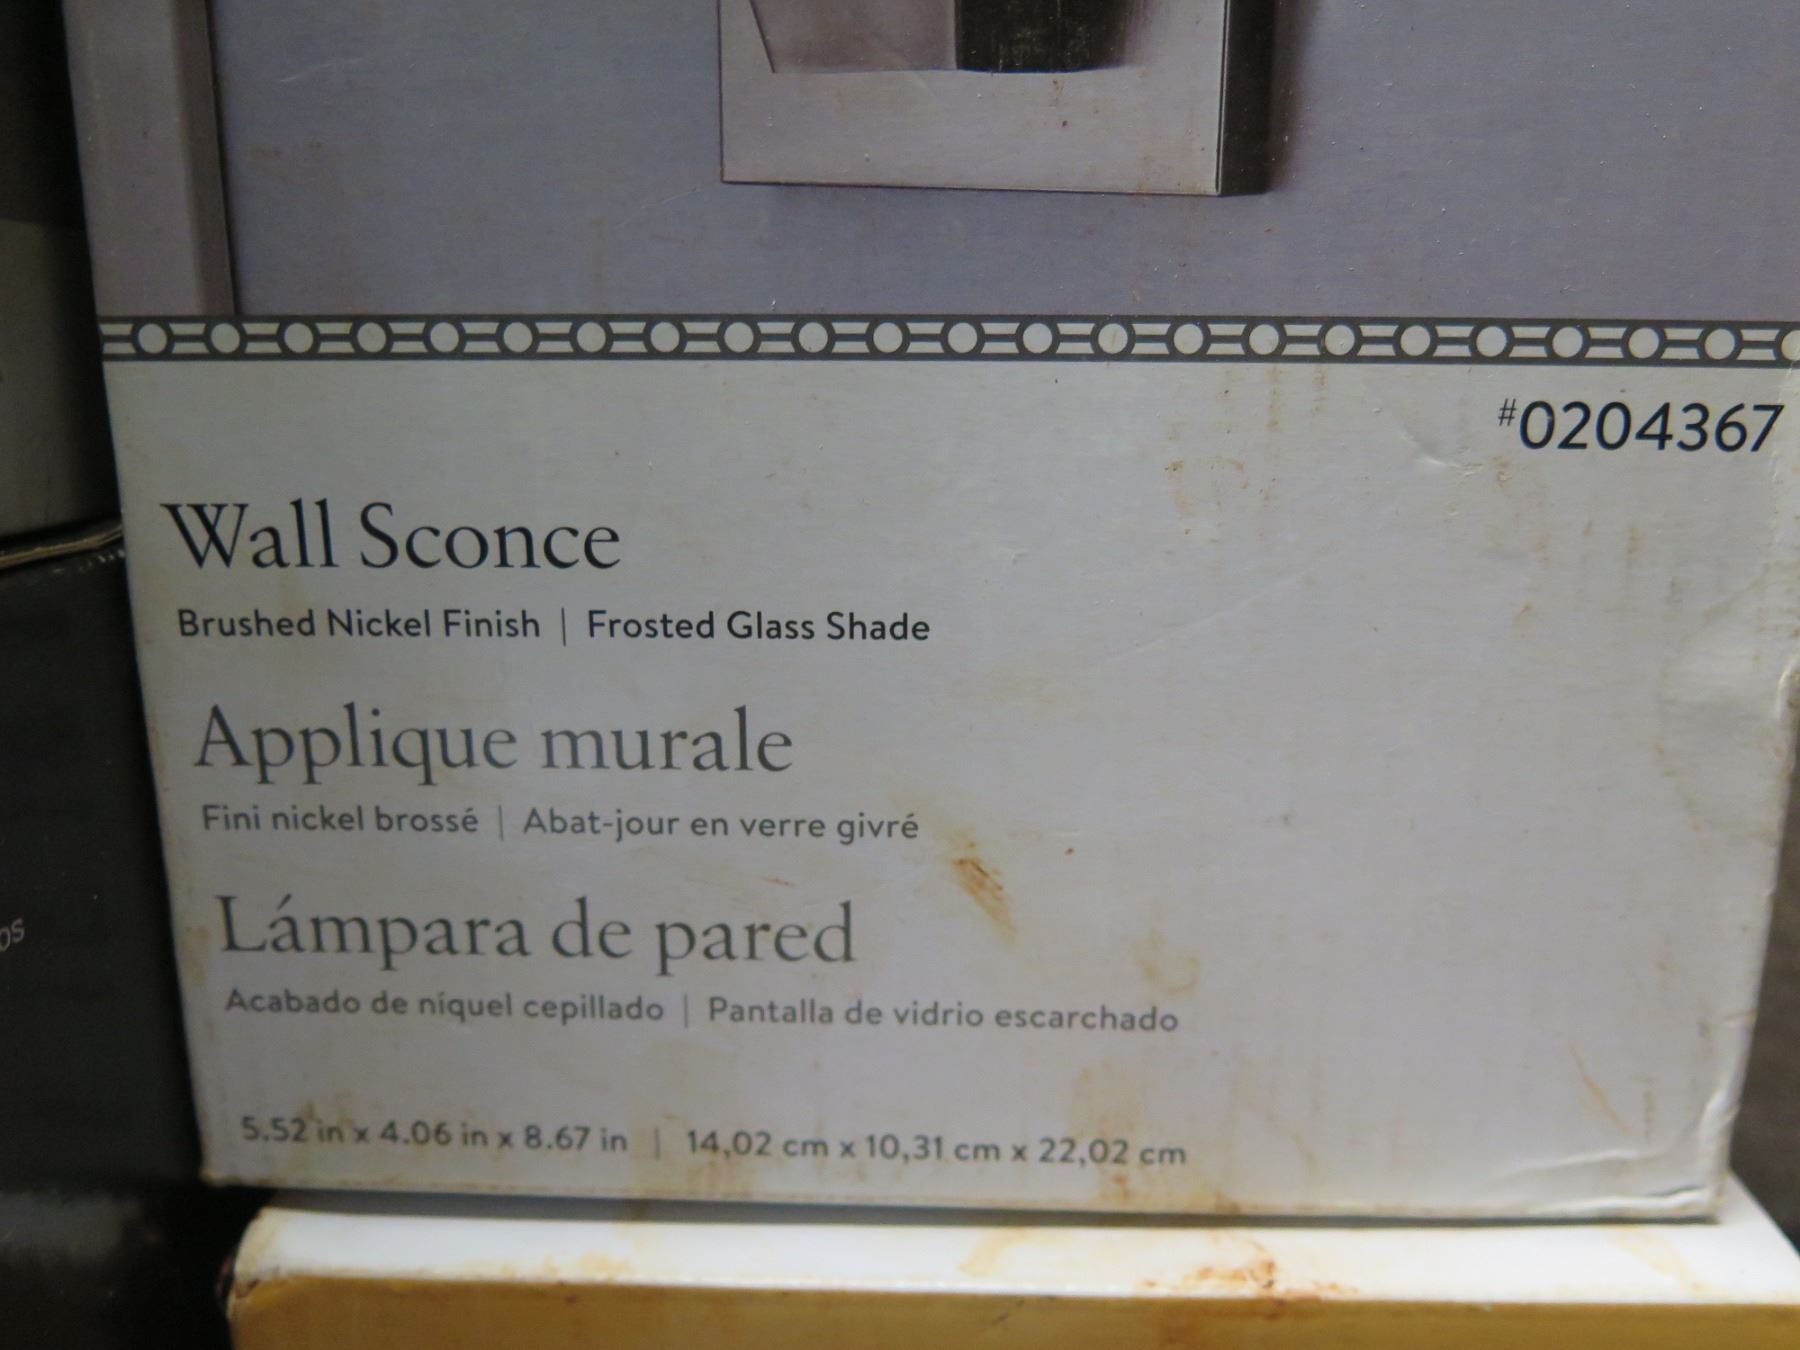 #0204367
Wall Sconce
Brushed Nickel Finish | Frosted Glass Shade
Applique murale
Fini nickel brossé | Abat-jour en verre givré
Lámpara de pared
Acabado de níquel cepillado | Pantalla de vidrio escarchado
5.52 in x 4.06 in x 8.67 in | 14,02 cm x 10,31 cm x 22,02 cm